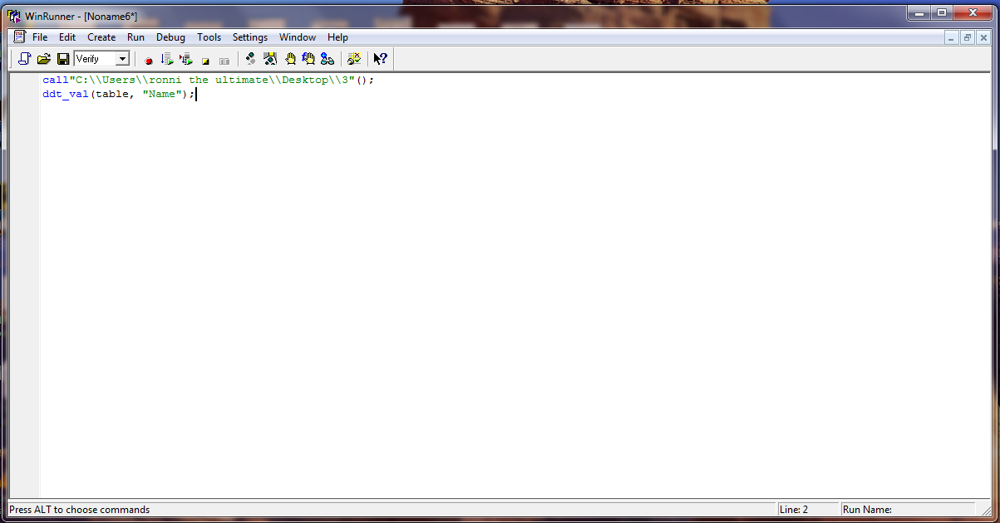 WinRunner - [Noname6*]
File Edit Create Run Debug Tools Settings Window Help
Verify
call"C:\\Users\\ronni the ultimate\\Desktop\\3"();
ddt_val(table, "Name");
Press ALT to choose commands Line: 2 Run Name: